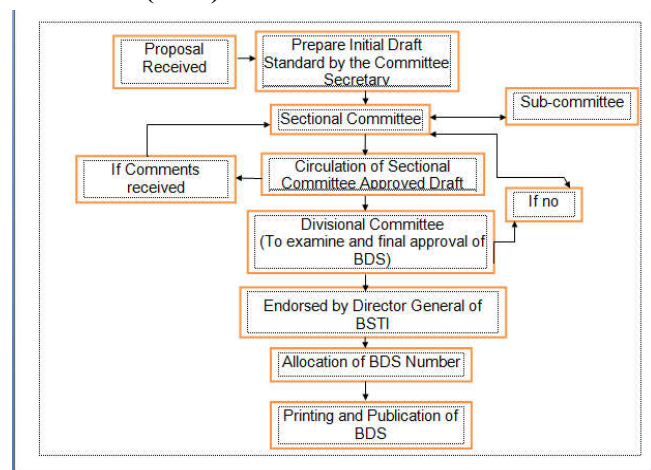 Proposal
Received
Prepare Initial Draft
Standard by the Committee
Secretary
Sub-committee
Sectional Committee
If Comments
received
Circulation of Sectional
Committee Approved Draft
If no
Divisional Committee
(To examine and final approval of
BDS)
Endorsed by Director General of
BSTI
Allocation of BDS Number
Printing and Publication of
BDS